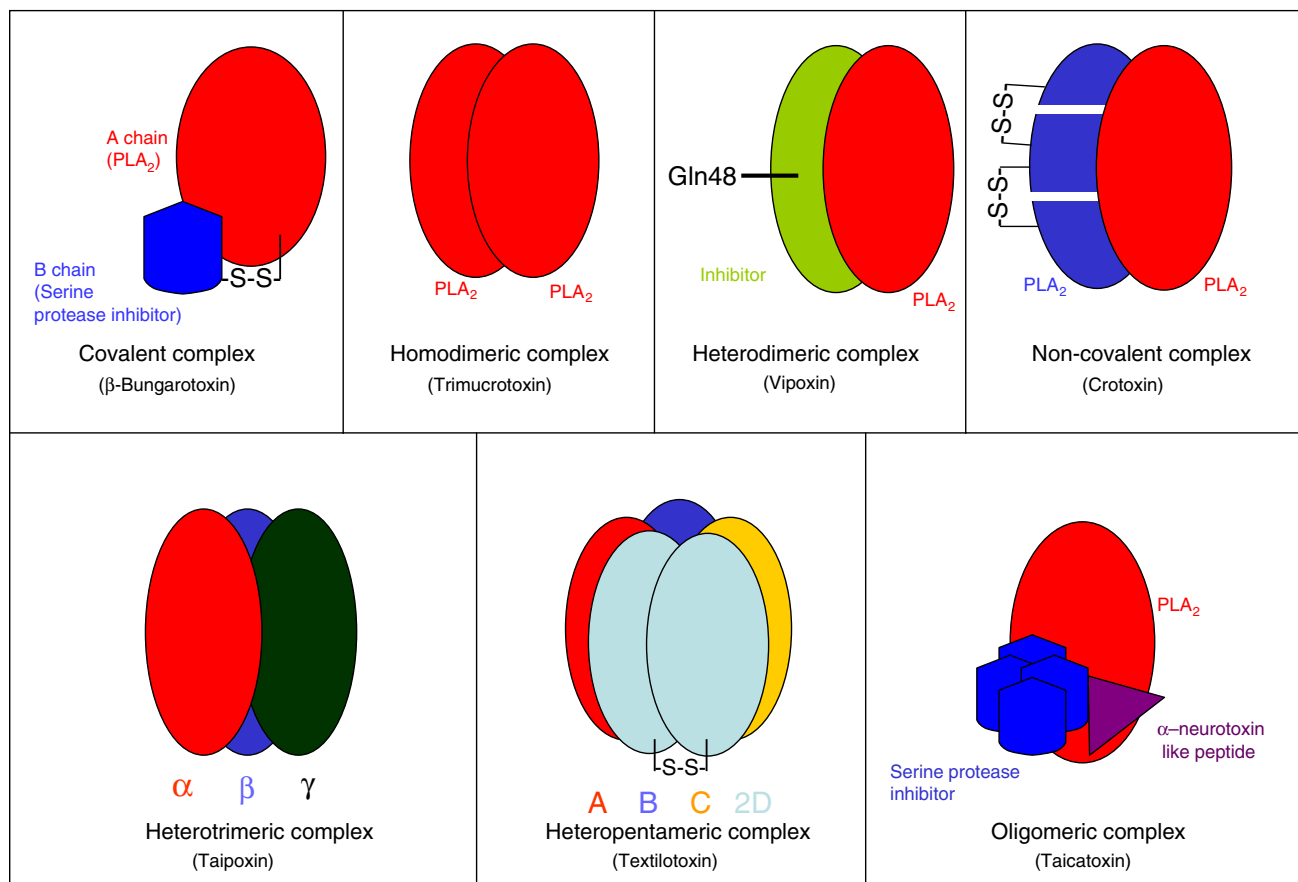 A chain
(PLA₂)
B chain
(Serine
protease inhibitor)
-S-S-
Covalent complex
(β-Bungarotoxin)
PLA₂
PLA₂
Homodimeric complex
(Trimucrotoxin)
Gln48
Inhibitor
PLA₂
Heterodimeric complex
(Vipoxin)
-S-S-
-S-S-
PLA₂
PLA₂
Non-covalent complex
(Crotoxin)
α
β
γ
Heterotrimeric complex
(Taipoxin)
-S-S-
A B C 2D
Heteropentameric complex
(Textilotoxin)
PLA₂
α–neurotoxin
like peptide
Serine protease
inhibitor
Oligomeric complex
(Taicatoxin)